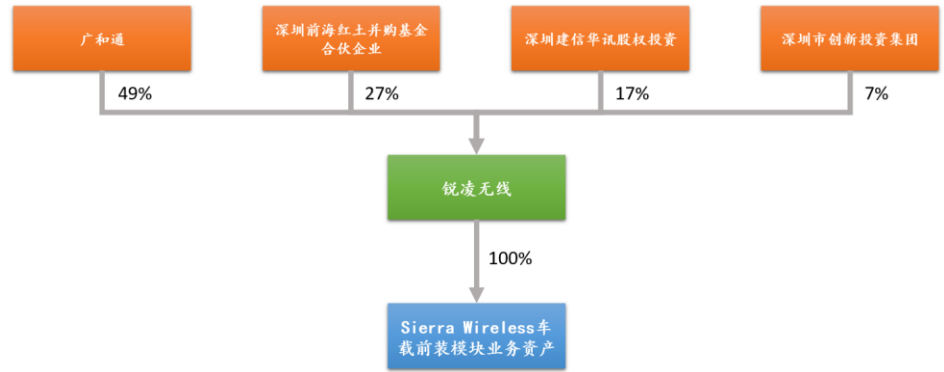 广和通
深圳前海红土并购基金
合伙企业
深圳建信华讯股权投资
深圳市创新投资集团
49%
27%
17%
7%
锐凌无线
100%
Sierra Wireless车
载前装模块业务资产